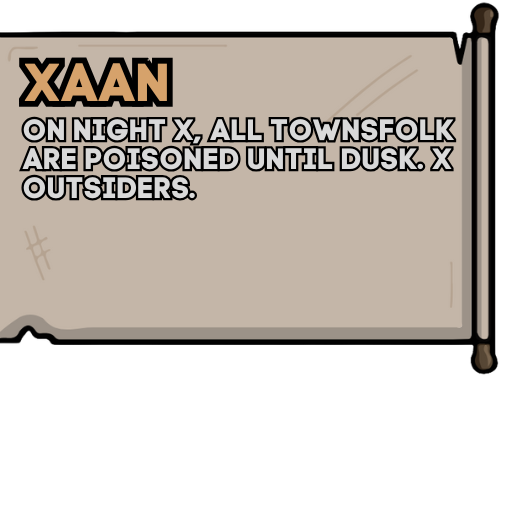 XAAN
ON NIGHT X, ALL TOWNSFOLK
ARE POISONED UNTIL DUSK. X
OUTSIDERS.